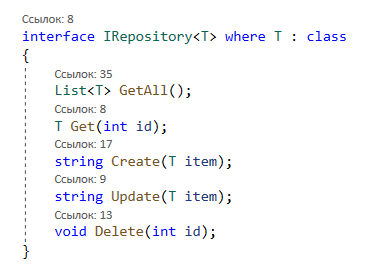 Ссылок: 8
interface IRepository<T> where T : class
{
Ссылок: 35
List<T> GetAll();
Ссылок: 8
T Get(int id);
Ссылок: 17
string Create(T item);
Ссылок: 9
string Update(T item);
Ссылок: 13
void Delete(int id);
}